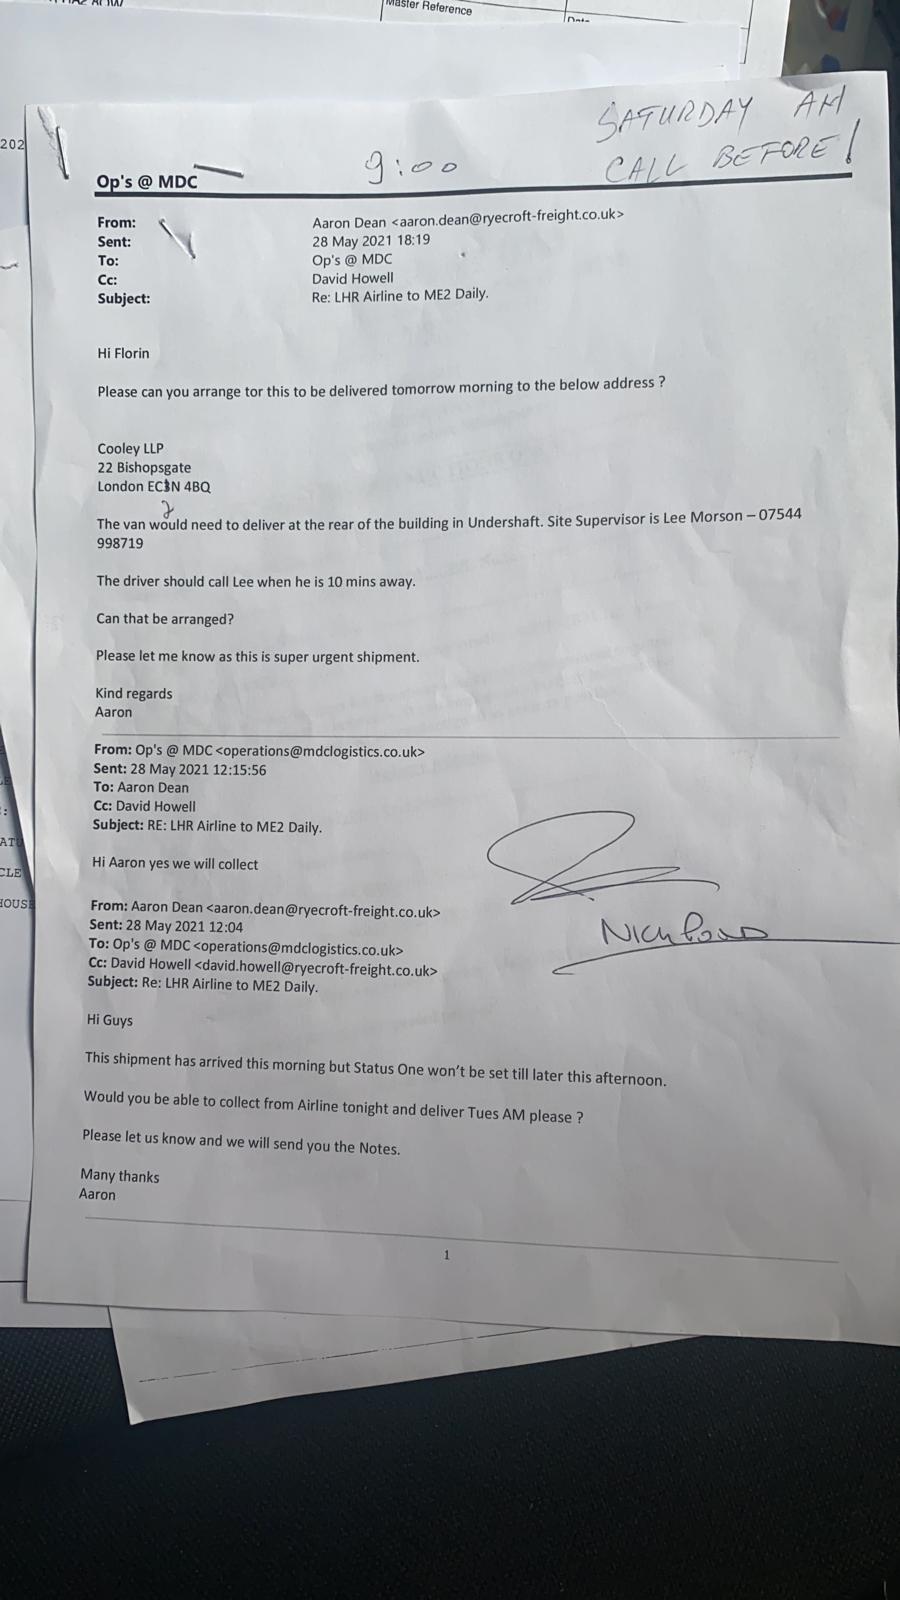 Master Reference
202
SATURDAY AM
9:00 CALL BEFORE!
Op's @ MDC
From: Aaron Dean <aaron.dean@ryecroft-freight.co.uk>
Sent: 28 May 2021 18:19
To: Op's @ MDC
Cc: David Howell
Subject: Re: LHR Airline to ME2 Daily.
Hi Florin
Please can you arrange tor this to be delivered tomorrow morning to the below address ?
Cooley LLP
22 Bishopsgate
London EC3N 4BQ
2
The van would need to deliver at the rear of the building in Undershaft. Site Supervisor is Lee Morson – 07544
998719
The driver should call Lee when he is 10 mins away.
Can that be arranged?
Please let me know as this is super urgent shipment.
Kind regards
Aaron
From: Op's @ MDC <operations@mdclogistics.co.uk>
Sent: 28 May 2021 12:15:56
To: Aaron Dean
Cc: David Howell
Subject: RE: LHR Airline to ME2 Daily.
Hi Aaron yes we will collect
From: Aaron Dean <aaron.dean@ryecroft-freight.co.uk>
Sent: 28 May 2021 12:04
To: Op's @ MDC <operations@mdclogistics.co.uk>
Cc: David Howell <david.howell@ryecroft-freight.co.uk>
Subject: Re: LHR Airline to ME2 Daily.
Hi Guys
This shipment has arrived this morning but Status One won't be set till later this afternoon.
Would you be able to collect from Airline tonight and deliver Tues AM please ?
Please let us know and we will send you the Notes.
Many thanks
Aaron
1